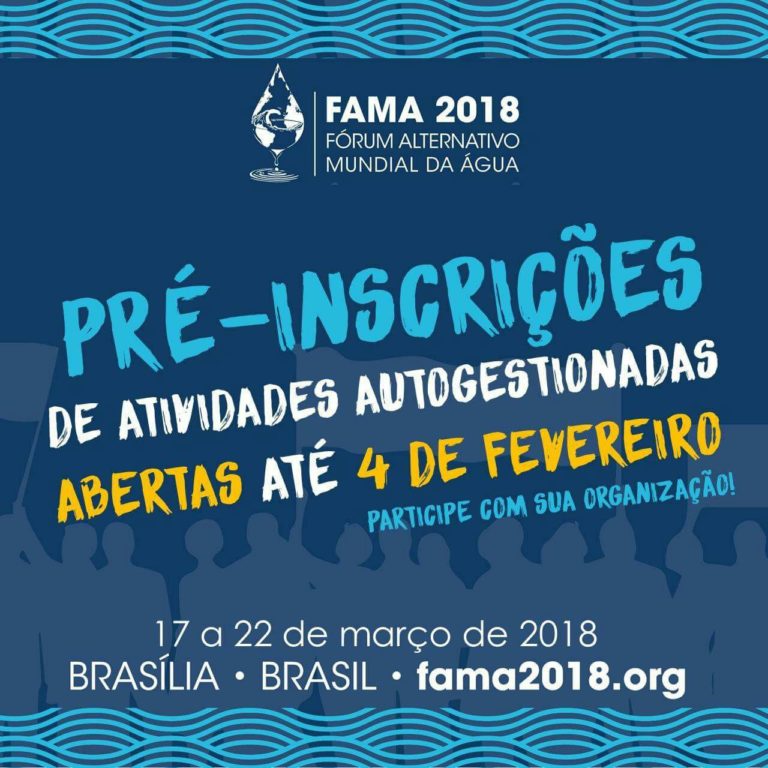 FAMA 2018
FÓRUM ALTERNATIVO
MUNDIAL DA ÁGUA
PRÉ-INSCRIÇÕES
DE ATIVIDADES AUTOGESTIONADAS
ABERTAS ATÉ 4 DE FEVEREIRO
PARTICIPE COM SUA ORGANIZAÇÃO!
17 a 22 de março de 2018
BRASÍLIA • BRASIL • fama2018.org